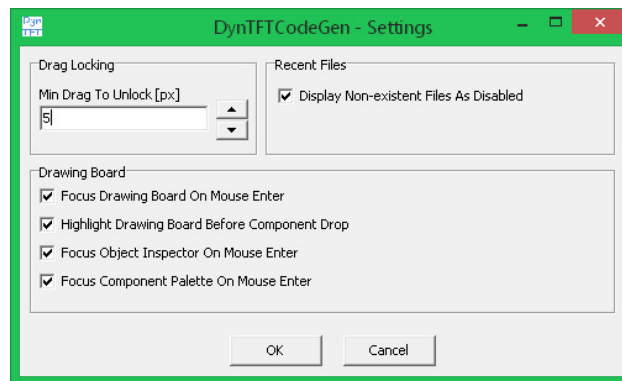 Dyn
TFT
DynTFTCodeGen - Settings
Drag Locking
Min Drag To Unlock [px]
5
Recent Files
Display Non-existent Files As Disabled
Drawing Board
Focus Drawing Board On Mouse Enter
Highlight Drawing Board Before Component Drop
Focus Object Inspector On Mouse Enter
Focus Component Palette On Mouse Enter
OK
Cancel